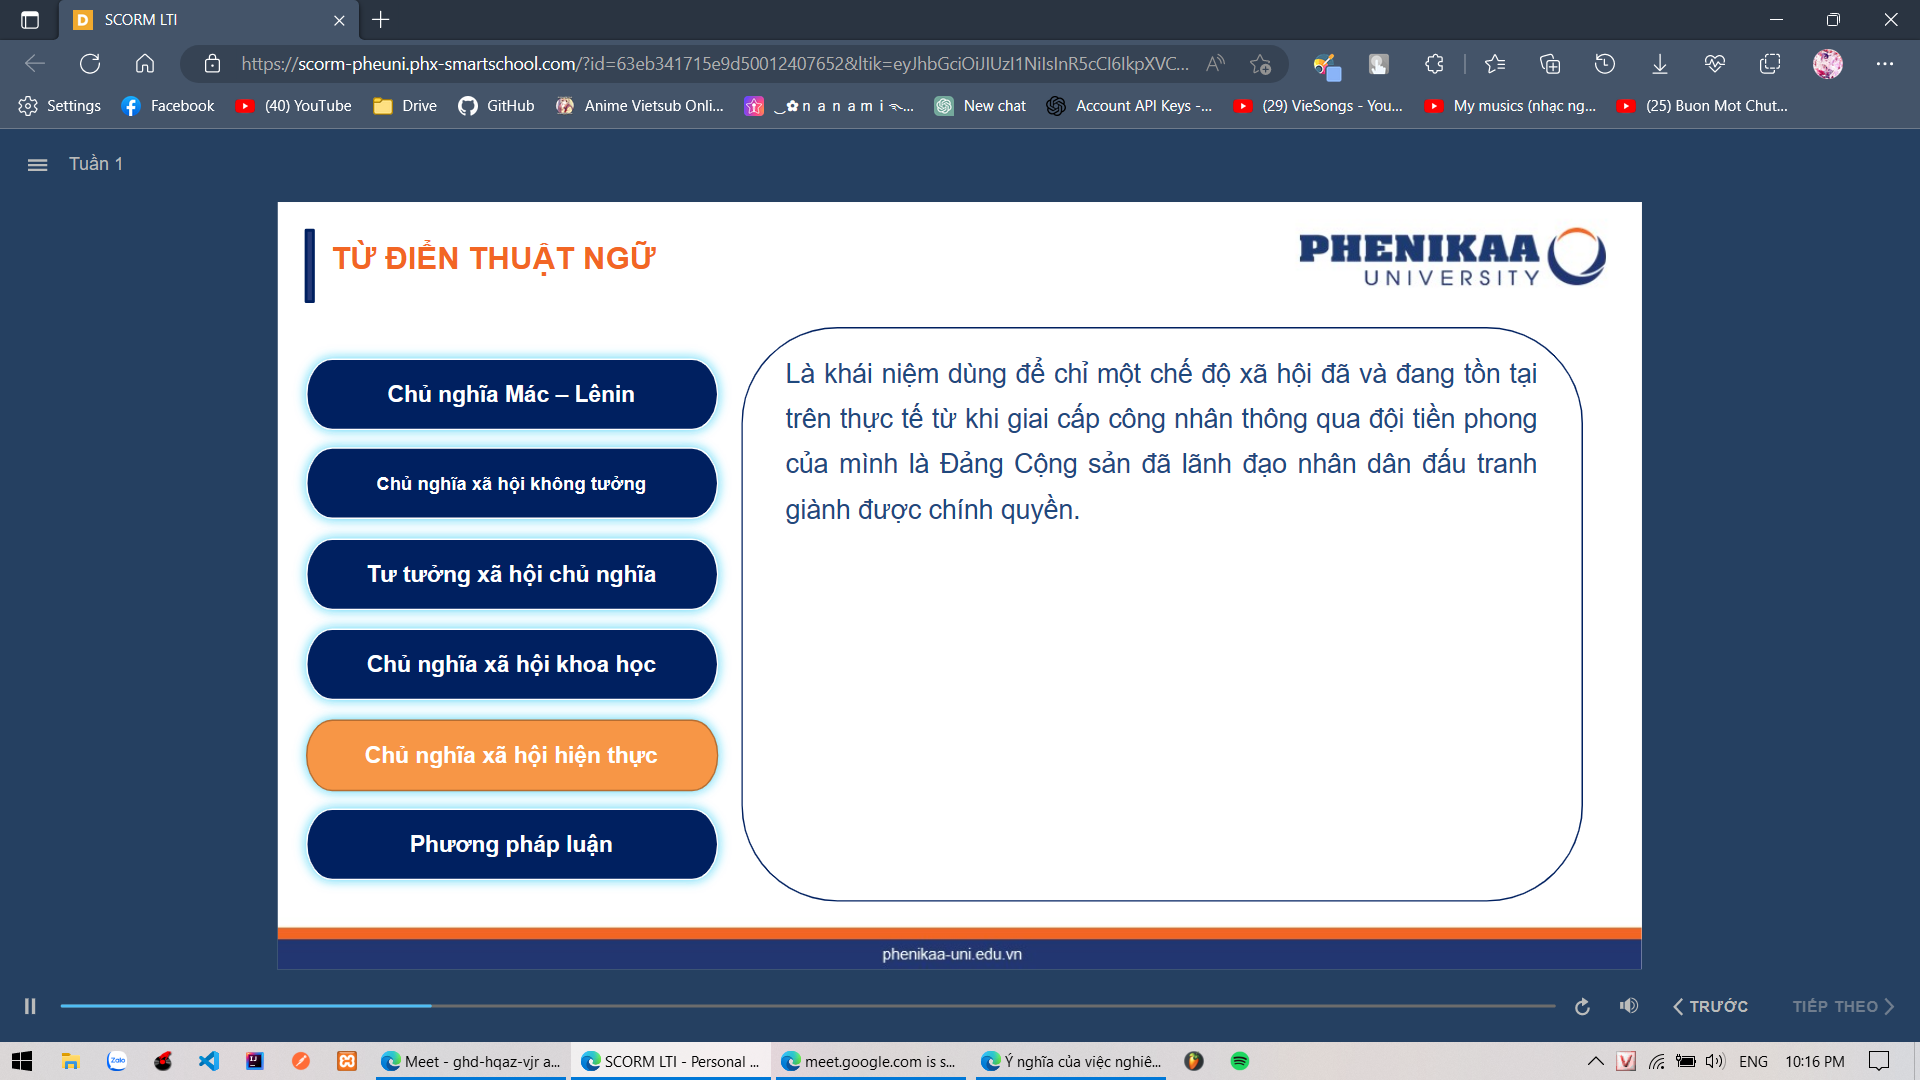 SCORM LTI
https://scorm-pheuni.phx-smartschool.com/?id=63eb341715e9d50012407652&ltik=eyJhbGciOiJIUzI1NiIsInR5cCI6IkpXVC...
Settings Facebook (40) YouTube Drive GitHub Anime Vietsub Onli... n a n a m i ... New chat Account API Keys -... (29) VieSongs - You... My musics (nhạc ng... (25) Buon Mot Chut...
Tuần 1
TỪ ĐIỂN THUẬT NGỮ
PHENIKAA
UNIVERSITY
Chủ nghĩa Mác – Lênin
Chủ nghĩa xã hội không tưởng
Tư tưởng xã hội chủ nghĩa
Chủ nghĩa xã hội khoa học
Chủ nghĩa xã hội hiện thực
Phương pháp luận
Là khái niệm dùng để chỉ một chế độ xã hội đã và đang tồn tại
trên thực tế từ khi giai cấp công nhân thông qua đội tiền phong
của mình là Đảng Cộng sản đã lãnh đạo nhân dân đấu tranh
giành được chính quyền.
phenikaa-uni.edu.vn
TRƯỚC TIẾP THEO
Zalo Meet - ghd-hqaz-vjr a... SCORM LTI - Personal ... meet.google.com is s... Ý nghĩa của việc nghiê... ENG 10:16 PM